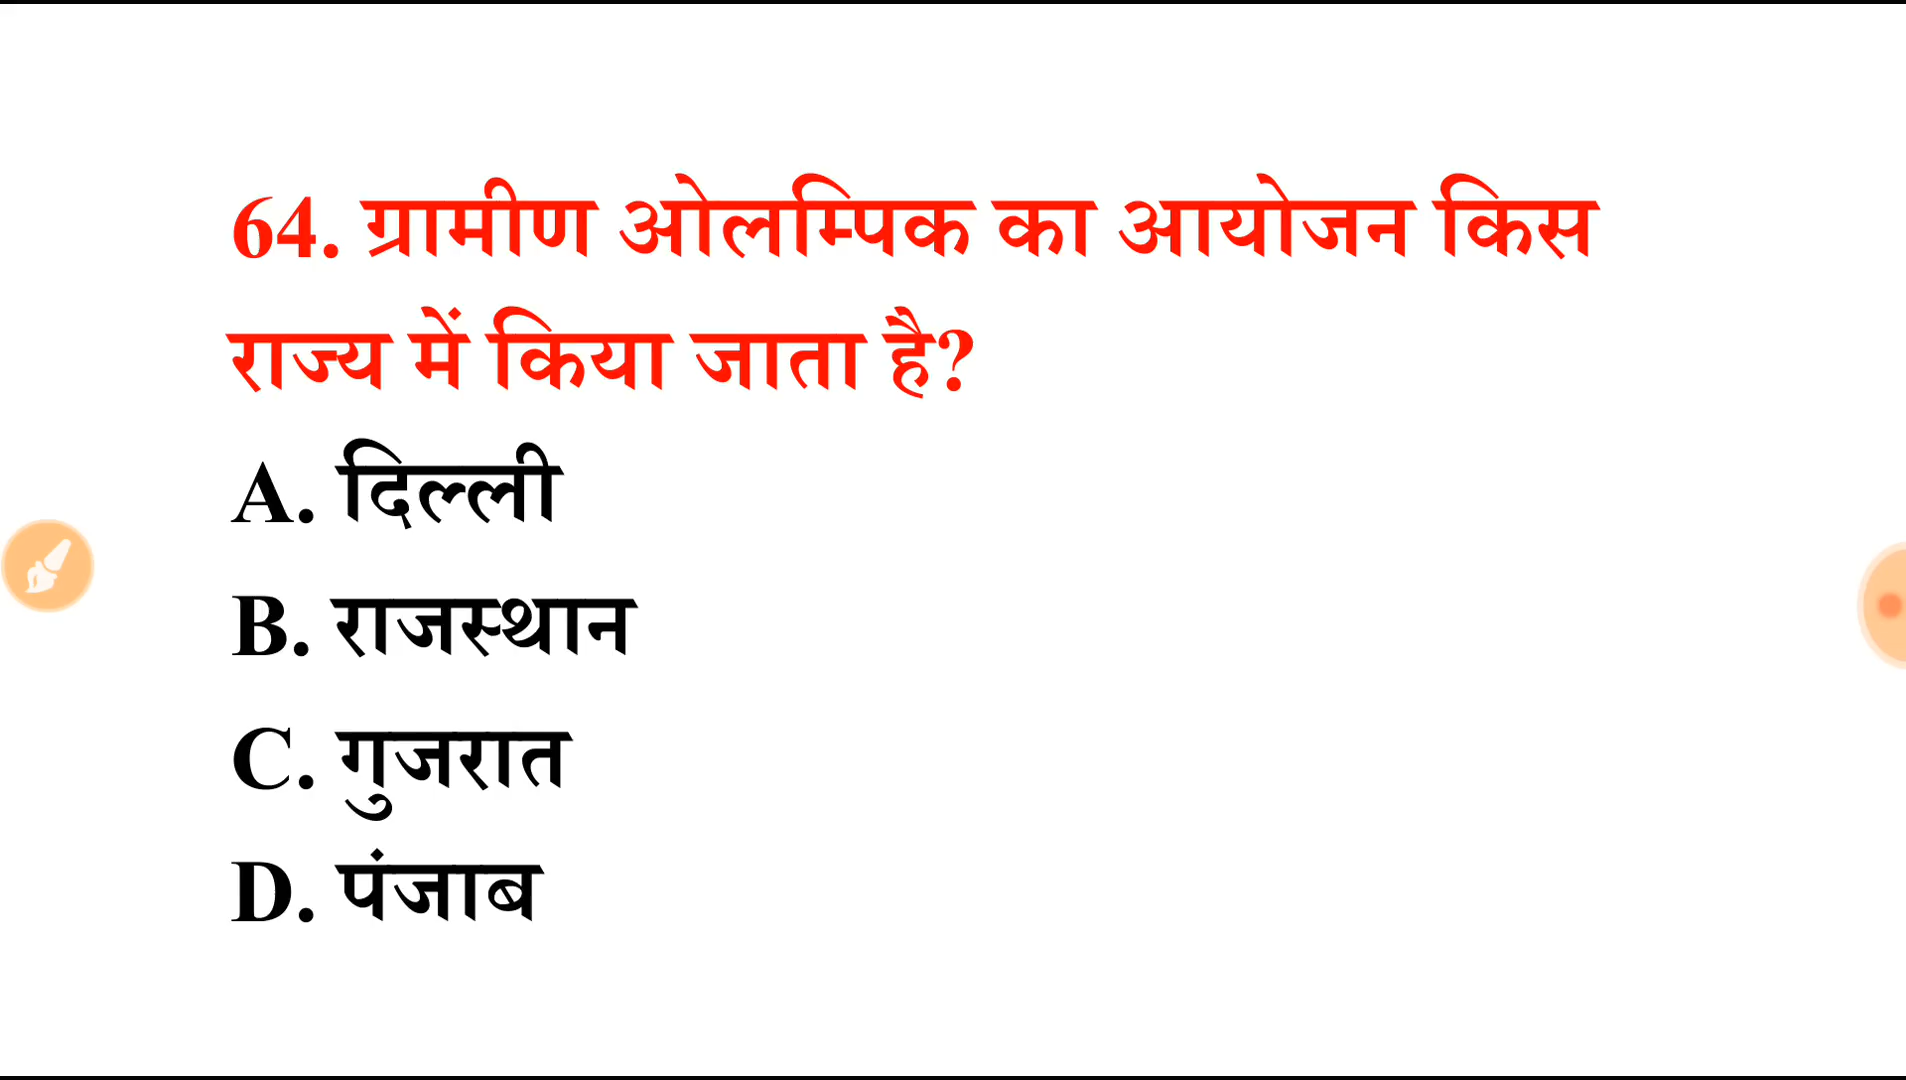 64. ग्रामीण ओलम्पिक का आयोजन किस
राज्य में किया जाता है?
A. दिल्ली
B. राजस्थान
C. गुजरात
D. पंजाब